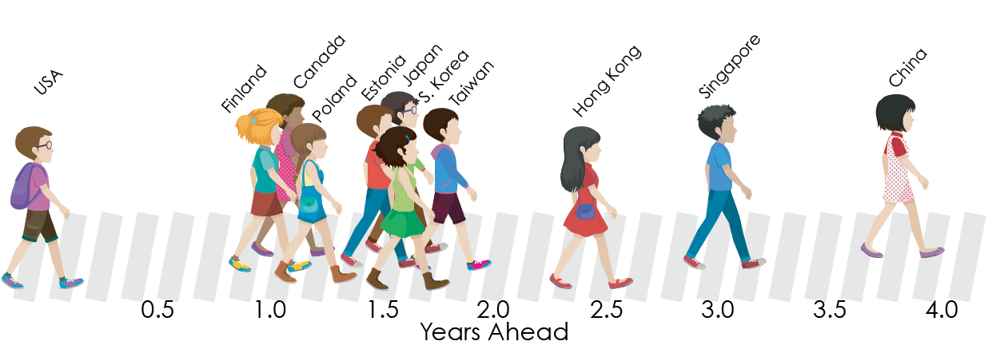 USA
Finland
Canada
Poland
Estonia
Japan
S. Korea
Taiwan
Hong Kong
Singapore
China
0.5 1.0 1.5 2.0 2.5 3.0 3.5 4.0
Years Ahead